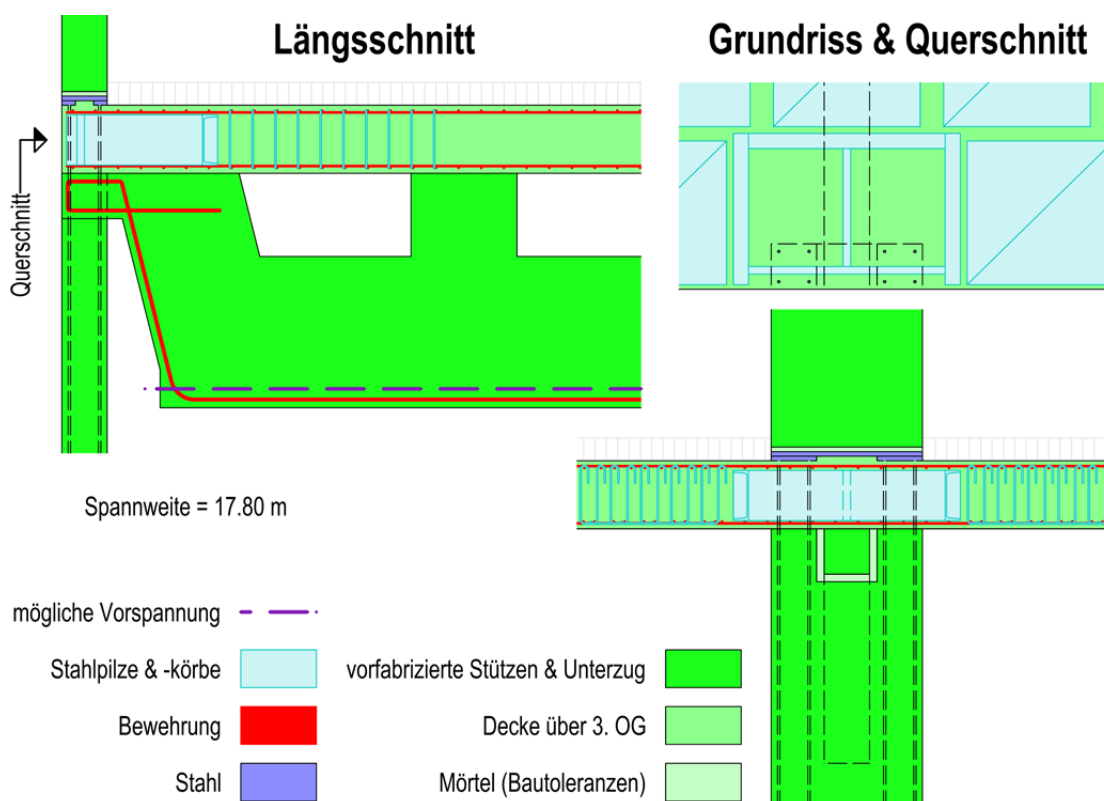 Längsschnitt
Grundriss & Querschnitt
Querschnitt
Spannweite = 17.80 m
mögliche Vorspannung
Stahlpilze & -körbe
vorfabrizierte Stützen & Unterzug
Bewehrung
Decke über 3. OG
Stahl
Mörtel (Bautoleranzen)